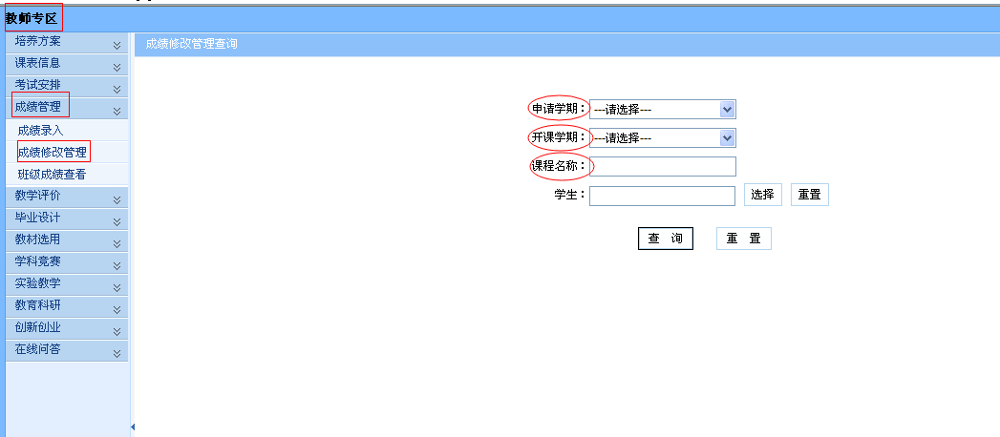 教师专区
培养方案
课表信息
考试安排
成绩管理
成绩录入
成绩修改管理
班级成绩查看
教学评价
毕业设计
教材选用
学科竞赛
实验教学
教育科研
创新创业
在线问答
成绩修改管理查询
申请学期： ---请选择---
开课学期： ---请选择---
课程名称：
学生： 选择 重置
查 询 重 置